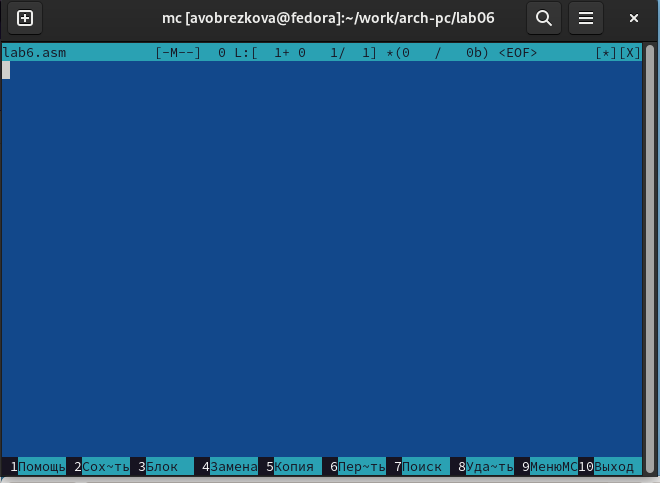 mc [avobrezkova@fedora]:~/work/arch-pc/lab06
lab6.asm [-M--] 0 L:[ 1+ 0 1/ 1] *(0 / 0b) <EOF> [*][X]
1Помощь 2Сох~ть 3Блок 4Замена 5Копия 6Пер~ть 7Поиск 8Уда~ть 9МенюMC 10Выход